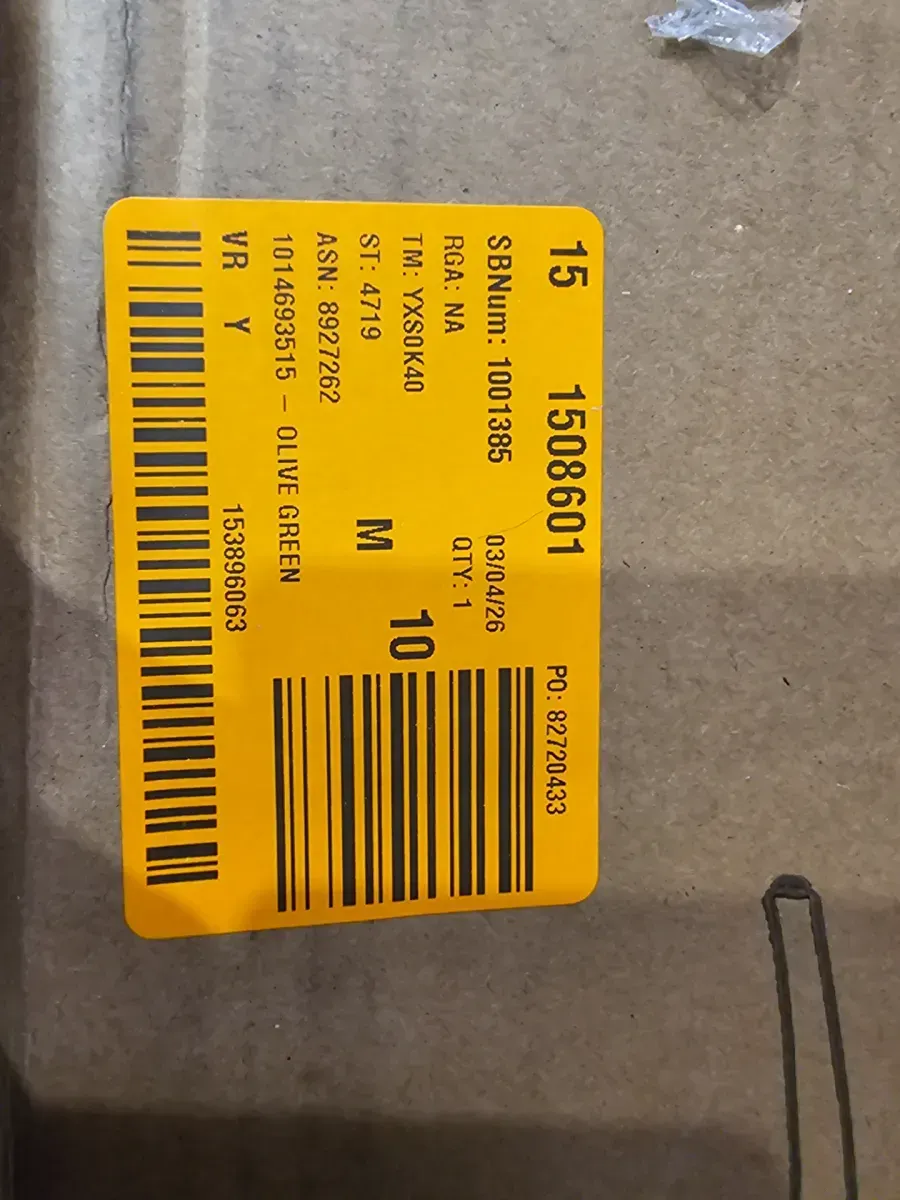 15 1508601 PO: 82720433
SBNum: 1001385 03/04/26
RGA: NA QTY: 1
TM: YXS0K40 10
ST: 4719 M
ASN: 8927262
1014693515 – OLIVE GREEN
VR Y 153896063